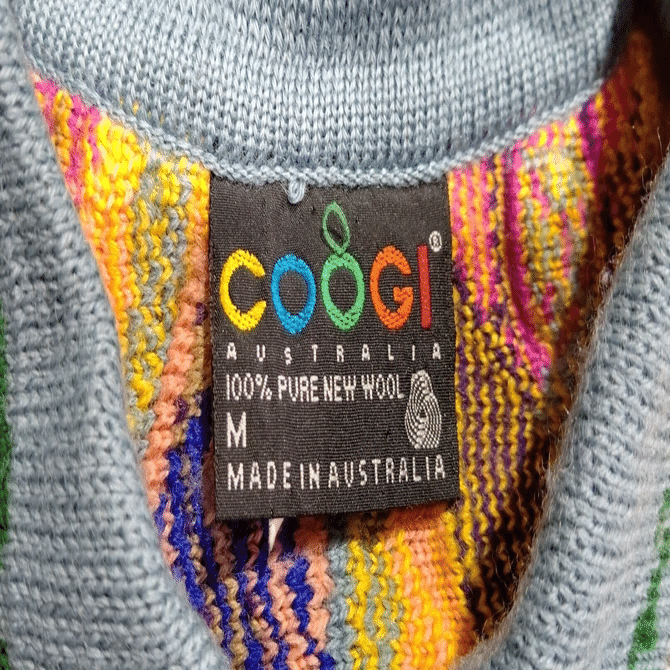 COOGI®
AUSTRALIA
100% PURE NEW WOOL
M
MADE IN AUSTRALIA